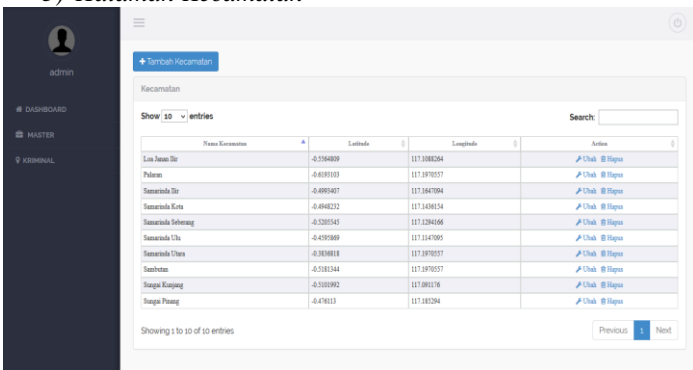 3) Halaman Kecamatan
admin
DASHBOARD
MASTER
KRIMINAL
+ Tambah Kecamatan
Kecamatan
Show 10 entries
Search:
Nama Kecamatan Latitude Longitude Action
Loa Janan Ilir -0.5564809 117.1088264 Ubah Hapus
Palaran -0.6193103 117.1970557 Ubah Hapus
Samarinda Ilir -0.4995407 117.1647094 Ubah Hapus
Samarinda Kota -0.4948252 117.1436154 Ubah Hapus
Samarinda Seberang -0.5205545 117.1294166 Ubah Hapus
Samarinda Ulu -0.4595869 117.1147095 Ubah Hapus
Samarinda Utara -0.3836818 117.1970557 Ubah Hapus
Sambutan -0.5181344 117.1970557 Ubah Hapus
Sungai Kunjang -0.5101992 117.091176 Ubah Hapus
Sungai Pinang -0.476113 117.185294 Ubah Hapus
Showing 1 to 10 of 10 entries
Previous 1 Next